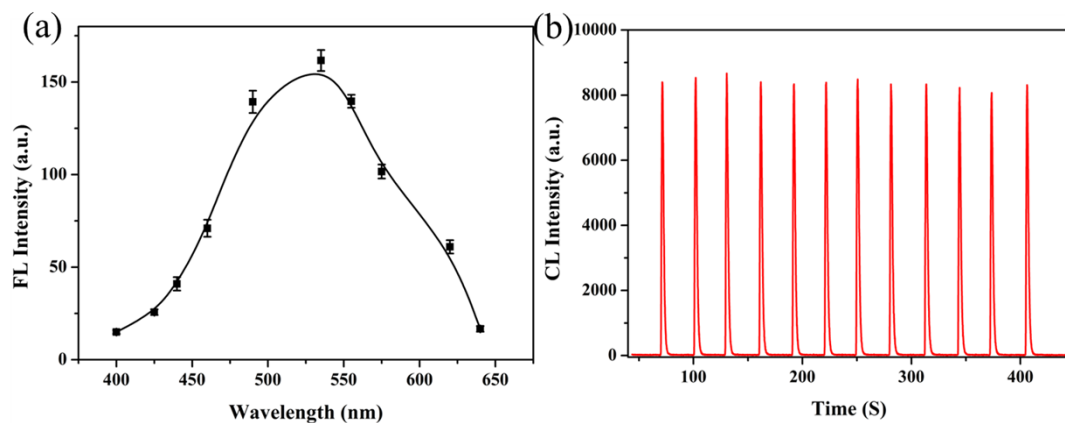 (a)
FL Intensity (a.u.)
150
100
50
0
400 450 500 550 600 650
Wavelength (nm)
(b)
CL Intensity (a.u.)
10000
8000
6000
4000
2000
0
100 200 300 400
Time (S)